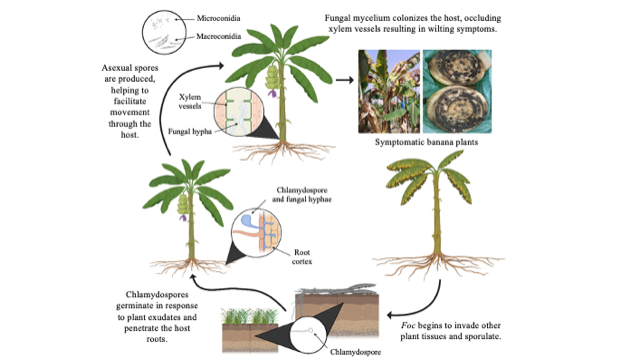 Microconidia
Macroconidia
Fungal mycelium colonizes the host, occluding
xylem vessels resulting in wilting symptoms.
Asexual spores
are produced,
helping to
facilitate
movement
through the
host.
Xylem
vessels
Fungal hypha
Symptomatic banana plants
Chlamydospore
and fungal hyphae
Root
cortex
Chlamydospores
germinate in response
to plant exudates and
penetrate the host
roots.
Foc begins to invade other
plant tissues and sporulate.
Chlamydospore